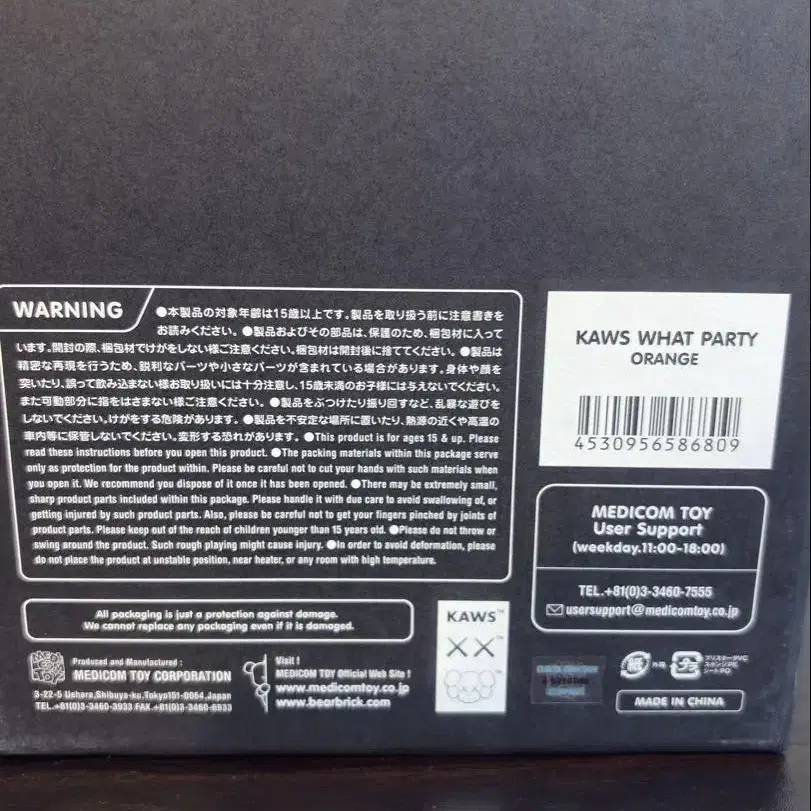 WARNING
●本製品の対象年齢は15歳以上です。製品を取り扱う前に注意書きを
お読みください。●製品およびその部品は、保護のため、梱包材に入って
います。開封の際、梱包材でけがをしない様ご注意ください。梱包材は開封後に捨ててください。●製品は
精密な再現を行うため、鋭利なパーツや小さなパーツが含まれている場合があります。身体や顔を
突いたり、誤って飲み込まない様お取り扱いには十分注意し、15歳未満のお子様には与えないでください。
また可動部分に指をはさまない様ご注意ください。●製品をぶつけたり振り回すなど、乱暴な遊びを
しないでください。けがをする危険があります。●製品を不安定な場所に置いたり、熱源の近くや高温の
車内等に保管しないでください。変形する恐れがあります。●This product is for ages 15 & up. Please
read these instructions before you open this product. ●The packing materials within this package serve
only as protection for the product within. Please be careful not to cut your hands with such materials when
you open it. We recommend you dispose of it once it has been opened. ●There may be extremely small,
sharp product parts included within this package. Please handle it with due care to avoid swallowing of, or
getting injured by such product parts. Also, please be careful not to get your fingers pinched by joints of
product parts. Please keep out of the reach of children younger than 15 years old. ●Please do not throw or
swing around the product. Such rough playing might cause injury. ●In order to avoid deformation, please
do not place the product at unstable position, near heater, or any room with high temperature.
All packaging is just a protection against damage.
We cannot replace any packaging even if it is damaged.
MEDICOM TOY
Produced and Manufactured :
MEDICOM TOY CORPORATION
3-22-5 Uehara,Shibuya-ku,Tokyo151-0064,Japan
TEL.+81(0)3-3460-3933 FAX.+81(0)3-3460-6933
Visit !
MEDICOM TOY Official Web Site !
www.medicomtoy.co.jp
www.bearbrick.com
KAWS™
XX™
KAWS WHAT PARTY
ORANGE
4530956586809
MEDICOM TOY
User Support
(weekday.11:00-18:00)
TEL.+81(0)3-3460-7555
usersupport@medicomtoy.co.jp
紙
外箱
プラ
ブリスターPVC
スポンジPE
シートPO
MADE IN CHINA